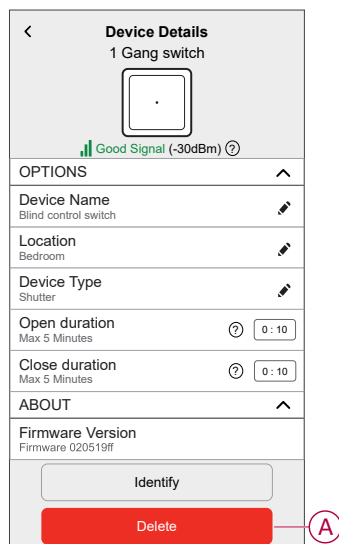 Device Details
1 Gang switch
Good Signal (-30dBm) ?
OPTIONS
Device Name
Blind control switch
Location
Bedroom
Device Type
Shutter
Open duration
Max 5 Minutes
? 0 : 10
Close duration
Max 5 Minutes
? 0 : 10
ABOUT
Firmware Version
Firmware 020519ff
Identify
Delete
A